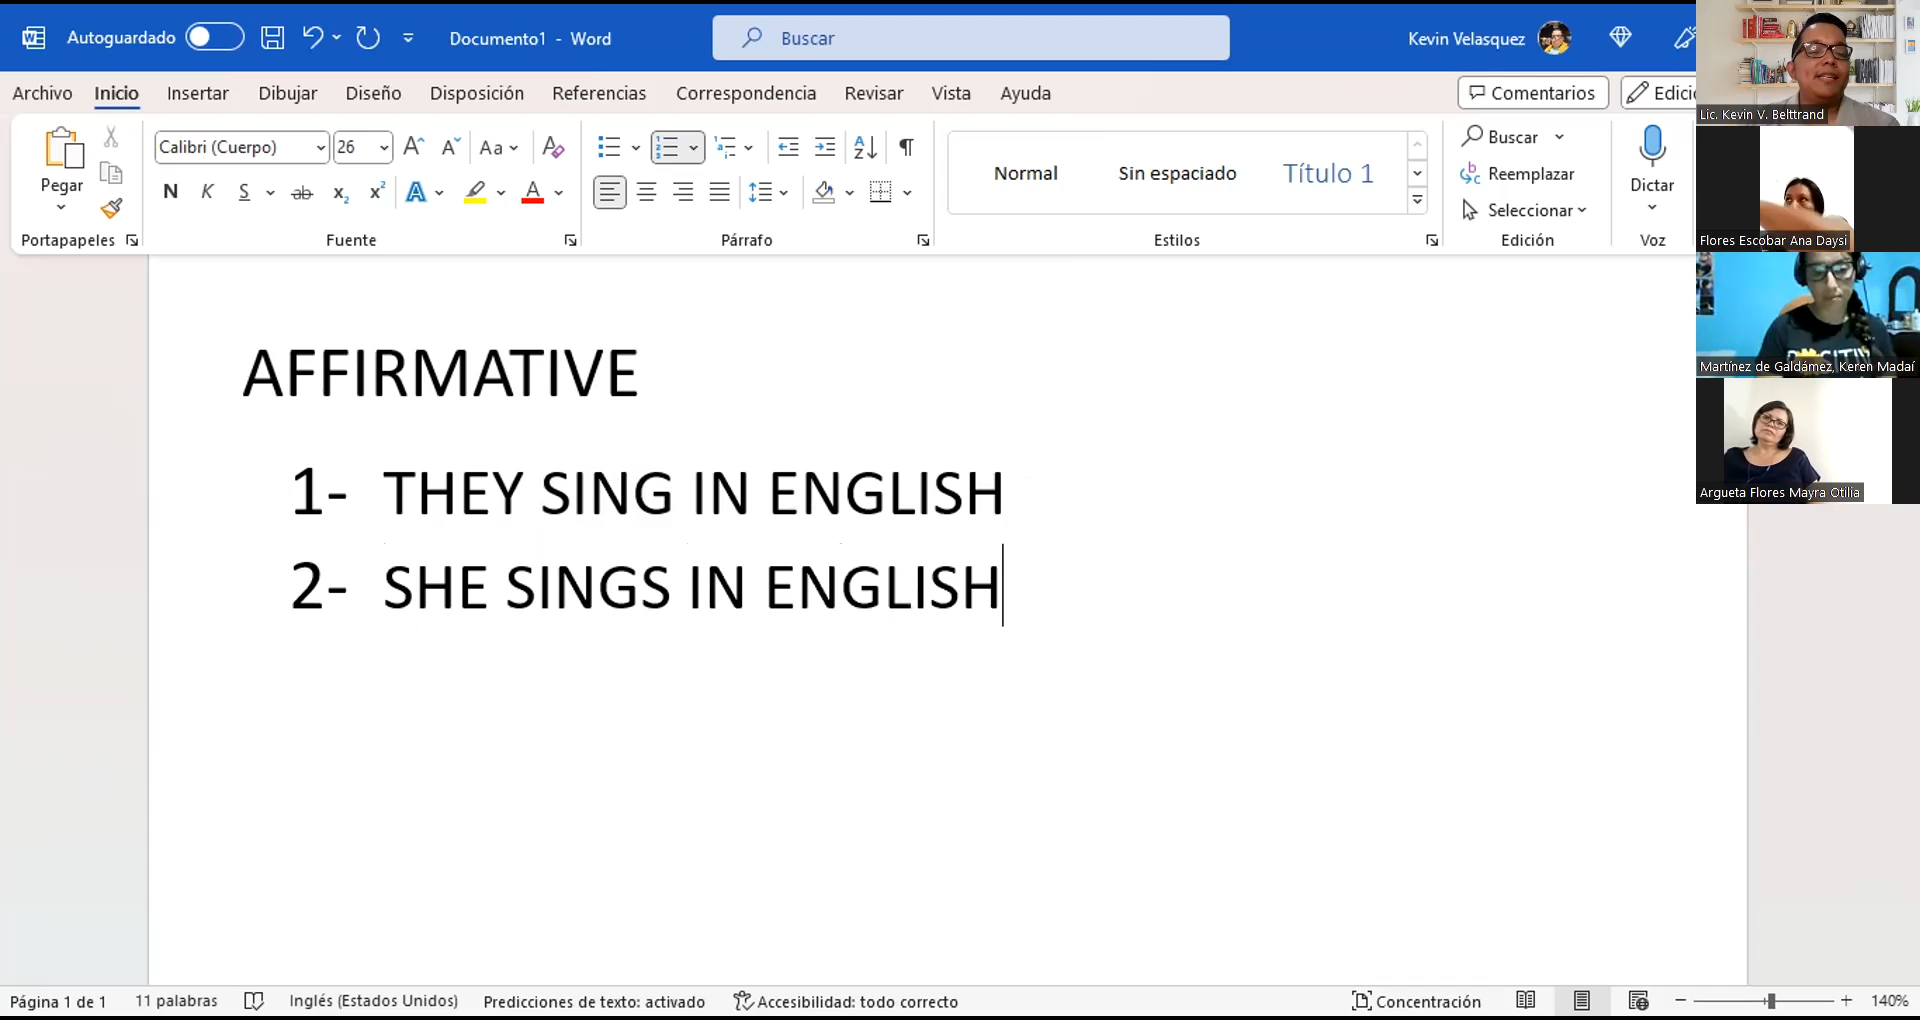 Autoguardado
Documento1 - Word
Buscar
Kevin Velasquez
Archivo Inicio Insertar Dibujar Diseño Disposición Referencias Correspondencia Revisar Vista Ayuda
Comentarios
Edici
Pegar
Portapapeles
Calibri (Cuerpo) 26
N K S ab x₂ x²
Fuente
Párrafo
Normal
Sin espaciado
Título 1
Estilos
Buscar
Reemplazar
Seleccionar
Edición
Dictar
Voz
Lic. Kevin V. Belttrand
Flores Escobar Ana Daysi
Martínez de Galdámez, Keren Madaí
Argueta Flores Mayra Otilia
AFFIRMATIVE
1- THEY SING IN ENGLISH
2- SHE SINGS IN ENGLISH
Página 1 de 1 11 palabras Inglés (Estados Unidos) Predicciones de texto: activado Accesibilidad: todo correcto Concentración 140%